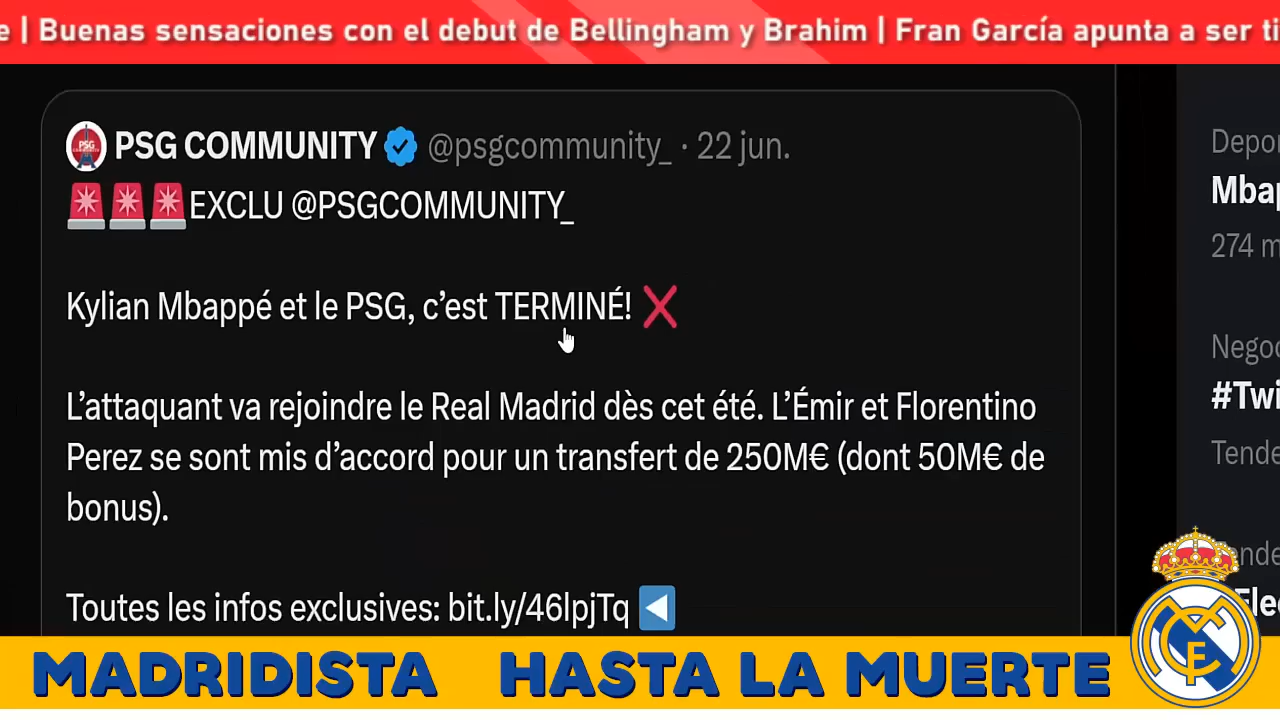 e | Buenas sensaciones con el debut de Bellingham y Brahim | Fran García apunta a ser ti
PSG COMMUNITY @psgcommunity_ · 22 jun.
🚨🚨🚨EXCLU @PSGCOMMUNITY_
Kylian Mbappé et le PSG, c’est TERMINÉ! ❌
L’attaquant va rejoindre le Real Madrid dès cet été. L’Émir et Florentino
Perez se sont mis d’accord pour un transfert de 250M€ (dont 50M€ de
bonus).
Toutes les infos exclusives: bit.ly/46lpjTq ◀️
Depor
Mbap
274 m
Negoc
#Twi
Tende
MADRIDISTA HASTA LA MUERTE